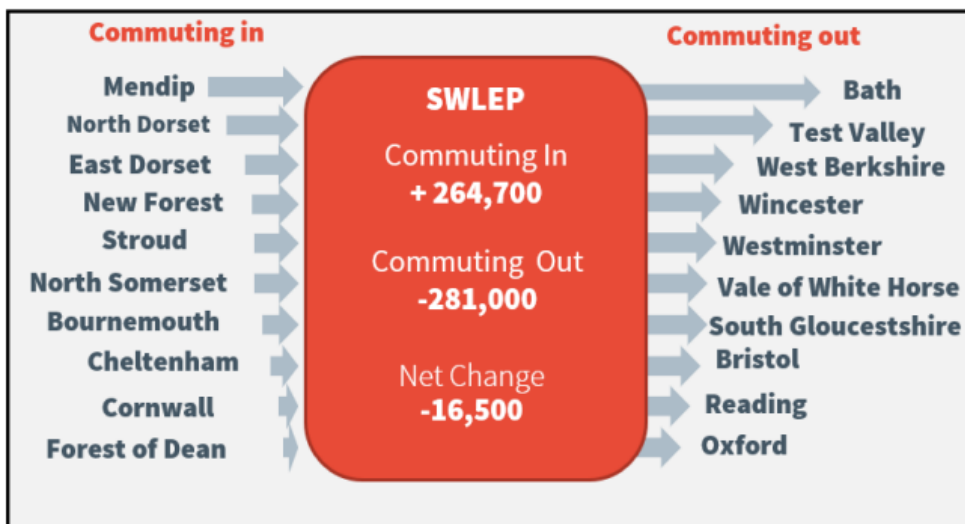 Commuting in
Mendip
North Dorset
East Dorset
New Forest
Stroud
North Somerset
Bournemouth
Cheltenham
Cornwall
Forest of Dean
SWLEP
Commuting In
+ 264,700
Commuting Out
-281,000
Net Change
-16,500
Commuting out
Bath
Test Valley
West Berkshire
Wincester
Westminster
Vale of White Horse
South Gloucestshire
Bristol
Reading
Oxford